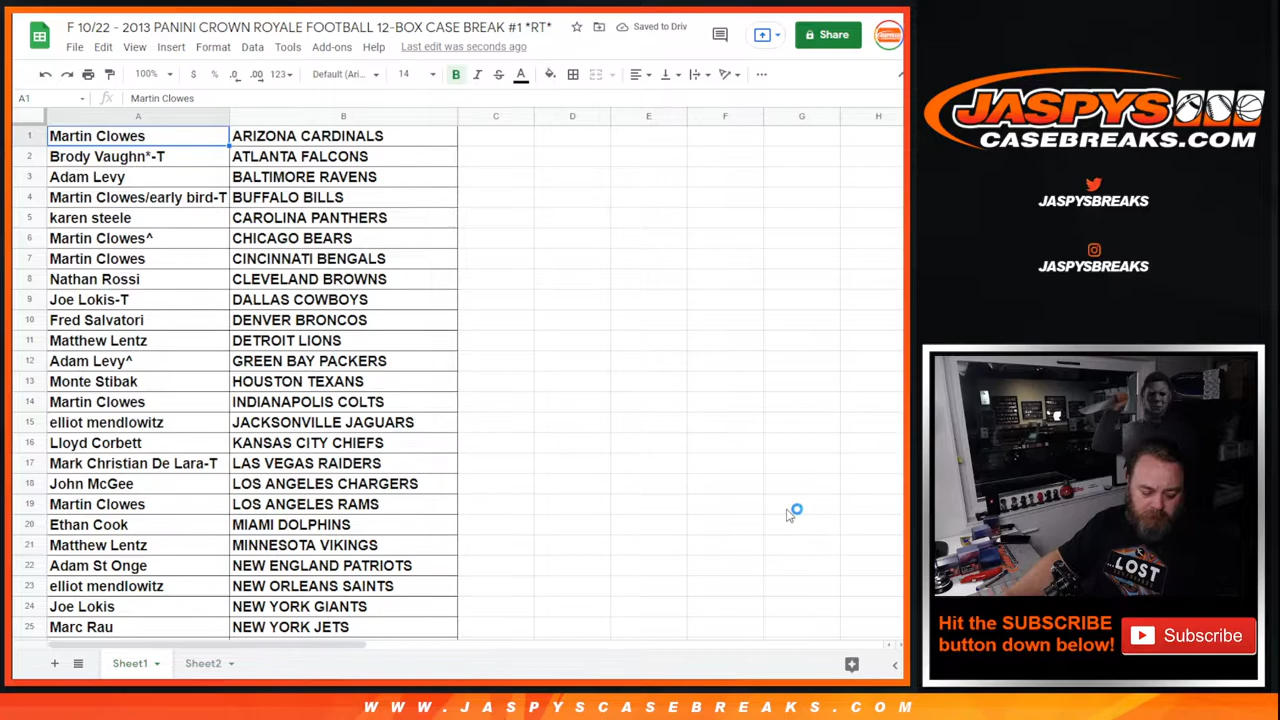 F 10/22 - 2013 PANINI CROWN ROYALE FOOTBALL 12-BOX CASE BREAK #1 *RT*
Saved to Driv
Share
File Edit View Insert Format Data Tools Add-ons Help Last edit was seconds ago
100% $ % .0 .00 123 Default (Ari... 14 B I S A
A1 fx Martin Clowes
A B C D E F G H
1 Martin Clowes ARIZONA CARDINALS
2 Brody Vaughn*-T ATLANTA FALCONS
3 Adam Levy BALTIMORE RAVENS
4 Martin Clowes/early bird-T BUFFALO BILLS
5 karen steele CAROLINA PANTHERS
6 Martin Clowes^ CHICAGO BEARS
7 Martin Clowes CINCINNATI BENGALS
8 Nathan Rossi CLEVELAND BROWNS
9 Joe Lokis-T DALLAS COWBOYS
10 Fred Salvatori DENVER BRONCOS
11 Matthew Lentz DETROIT LIONS
12 Adam Levy^ GREEN BAY PACKERS
13 Monte Stibak HOUSTON TEXANS
14 Martin Clowes INDIANAPOLIS COLTS
15 elliot mendlowitz JACKSONVILLE JAGUARS
16 Lloyd Corbett KANSAS CITY CHIEFS
17 Mark Christian De Lara-T LAS VEGAS RAIDERS
18 John McGee LOS ANGELES CHARGERS
19 Martin Clowes LOS ANGELES RAMS
20 Ethan Cook MIAMI DOLPHINS
21 Matthew Lentz MINNESOTA VIKINGS
22 Adam St Onge NEW ENGLAND PATRIOTS
23 elliot mendlowitz NEW ORLEANS SAINTS
24 Joe Lokis NEW YORK GIANTS
25 Marc Rau NEW YORK JETS
Sheet1 Sheet2
JASPYS
CASEBREAKS.COM
JASPYSBREAKS
JASPYSBREAKS
...LOST
Hit the SUBSCRIBE
button down below!
Subscribe
WWW.JASPYSCASEBREAKS.COM